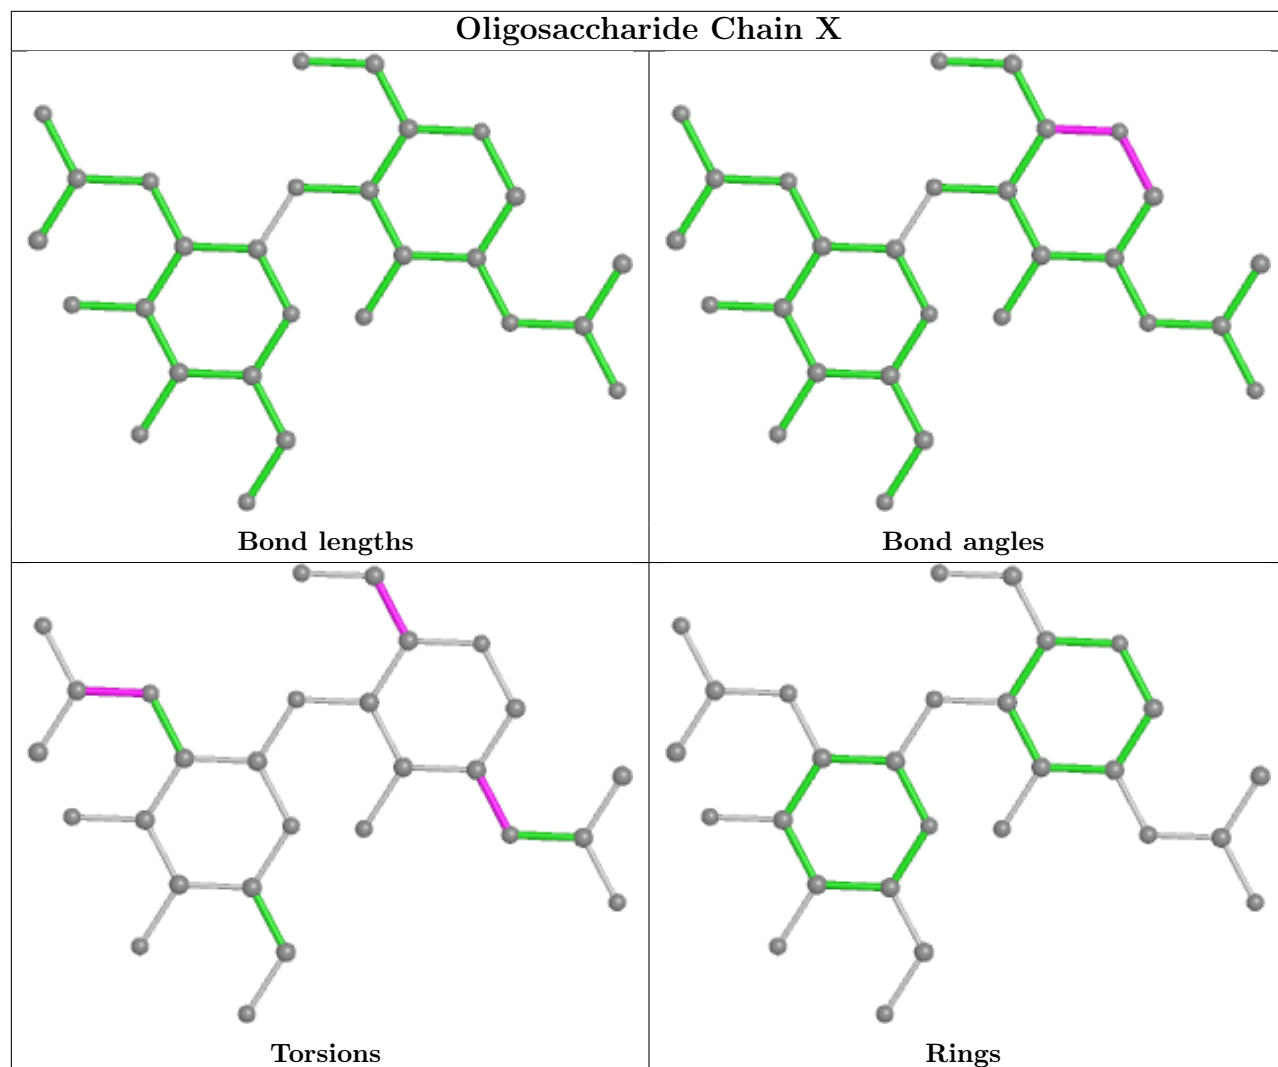 Oligosaccharide Chain X
Bond lengths
Bond angles
Torsions
Rings